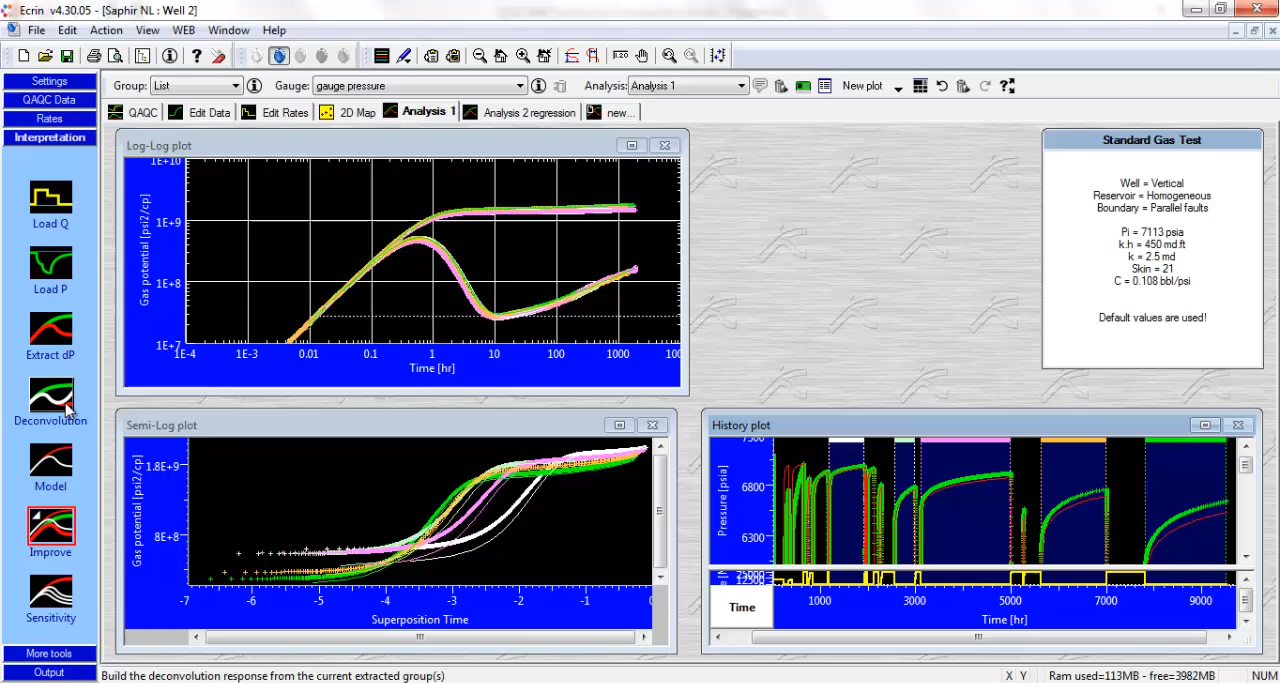 Ecrin v4.30.05 - [Saphir NL : Well 2]
File Edit Action View WEB Window Help
Settings
QAQC Data
Rates
Interpretation
Load Q
Load P
Extract dP
Deconvolution
Model
Improve
Sensitivity
More tools
Output
Group: List Gauge: gauge pressure Analysis: Analysis 1 New plot
QAQC Edit Data Edit Rates 2D Map Analysis 1 Analysis 2 regression new...
Log-Log plot
Gas potential [psi2/cp]
1E+10
1E+9
1E+8
1E+7
1E-4 1E-3 0.01 0.1 1 10 100 1000
Time [hr]
Standard Gas Test
Well = Vertical
Reservoir = Homogeneous
Boundary = Parallel faults
Pi = 7113 psia
k.h = 450 md.ft
k = 2.5 md
Skin = 21
C = 0.108 bbl/psi
Default values are used!
Semi-Log plot
Gas potential [psi2/cp]
1.8E+9
8E+8
-7 -6 -5 -4 -3 -2 -1 0
Superposition Time
History plot
Pressure [psia]
7300
6800
6300
Time
1000 3000 5000 7000 9000
Time [hr]
Build the deconvolution response from the current extracted group(s)
X Y Ram used=113MB - free=3982MB NUM